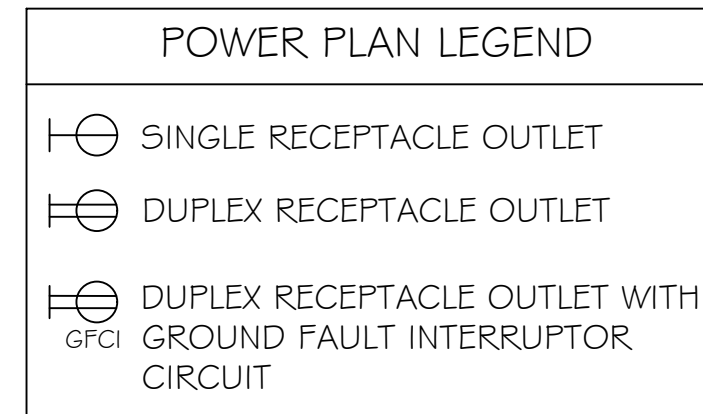 POWER PLAN LEGEND
SINGLE RECEPTACLE OUTLET
DUPLEX RECEPTACLE OUTLET
DUPLEX RECEPTACLE OUTLET WITH
GFCI GROUND FAULT INTERRUPTOR
CIRCUIT